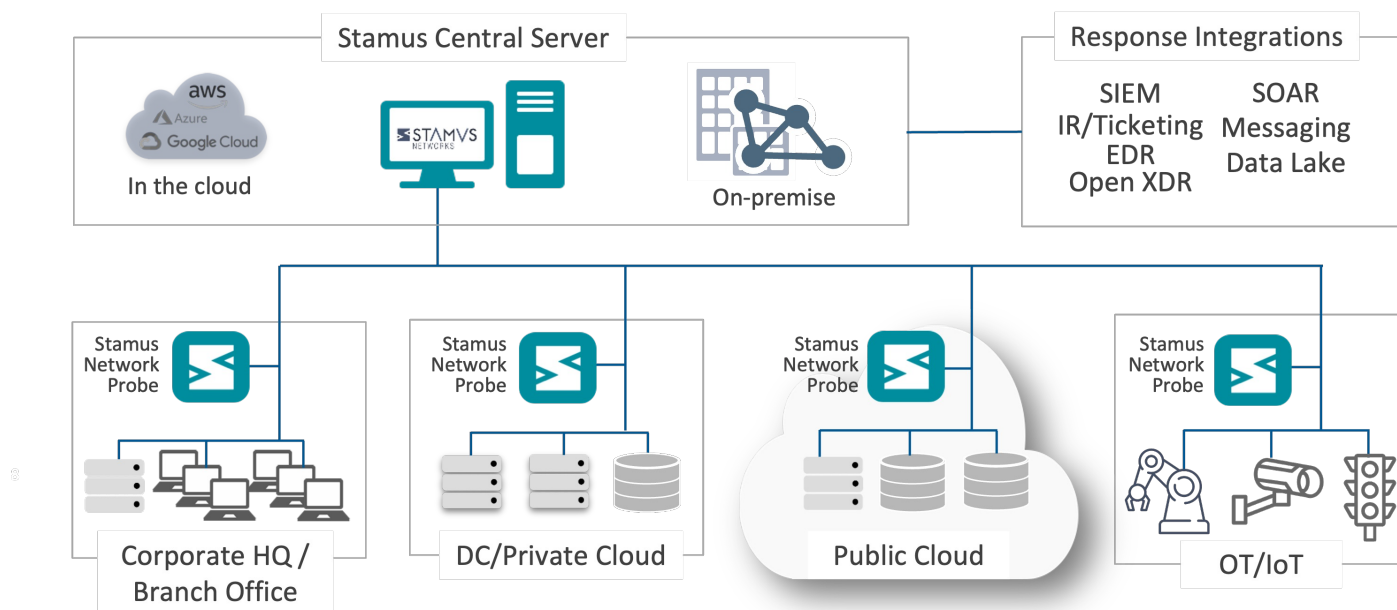 Stamus Central Server
Response Integrations
aws
Azure
Google Cloud
In the cloud
STAMVS
NETWORKS
On-premise
SIEM
IR/Ticketing
EDR
Open XDR
SOAR
Messaging
Data Lake
Stamus
Network
Probe
Stamus
Network
Probe
Stamus
Network
Probe
Stamus
Network
Probe
Corporate HQ /
Branch Office
DC/Private Cloud
Public Cloud
OT/IoT